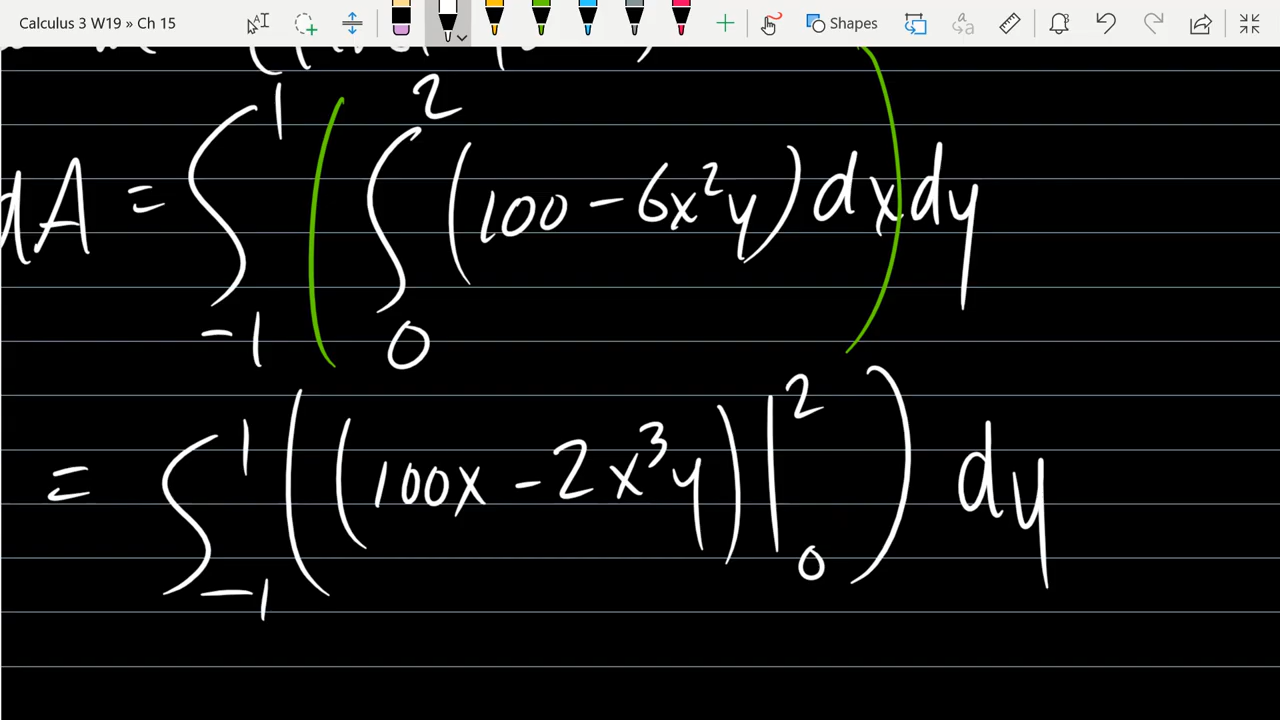 Calculus 3 W19 » Ch 15
Shapes
dA = ∫_{-1}^{1} ( ∫_{0}^{2} (100 - 6x²y) dx ) dy
= ∫_{-1}^{1} ( (100x - 2x³y) |_{0}^{2} ) dy